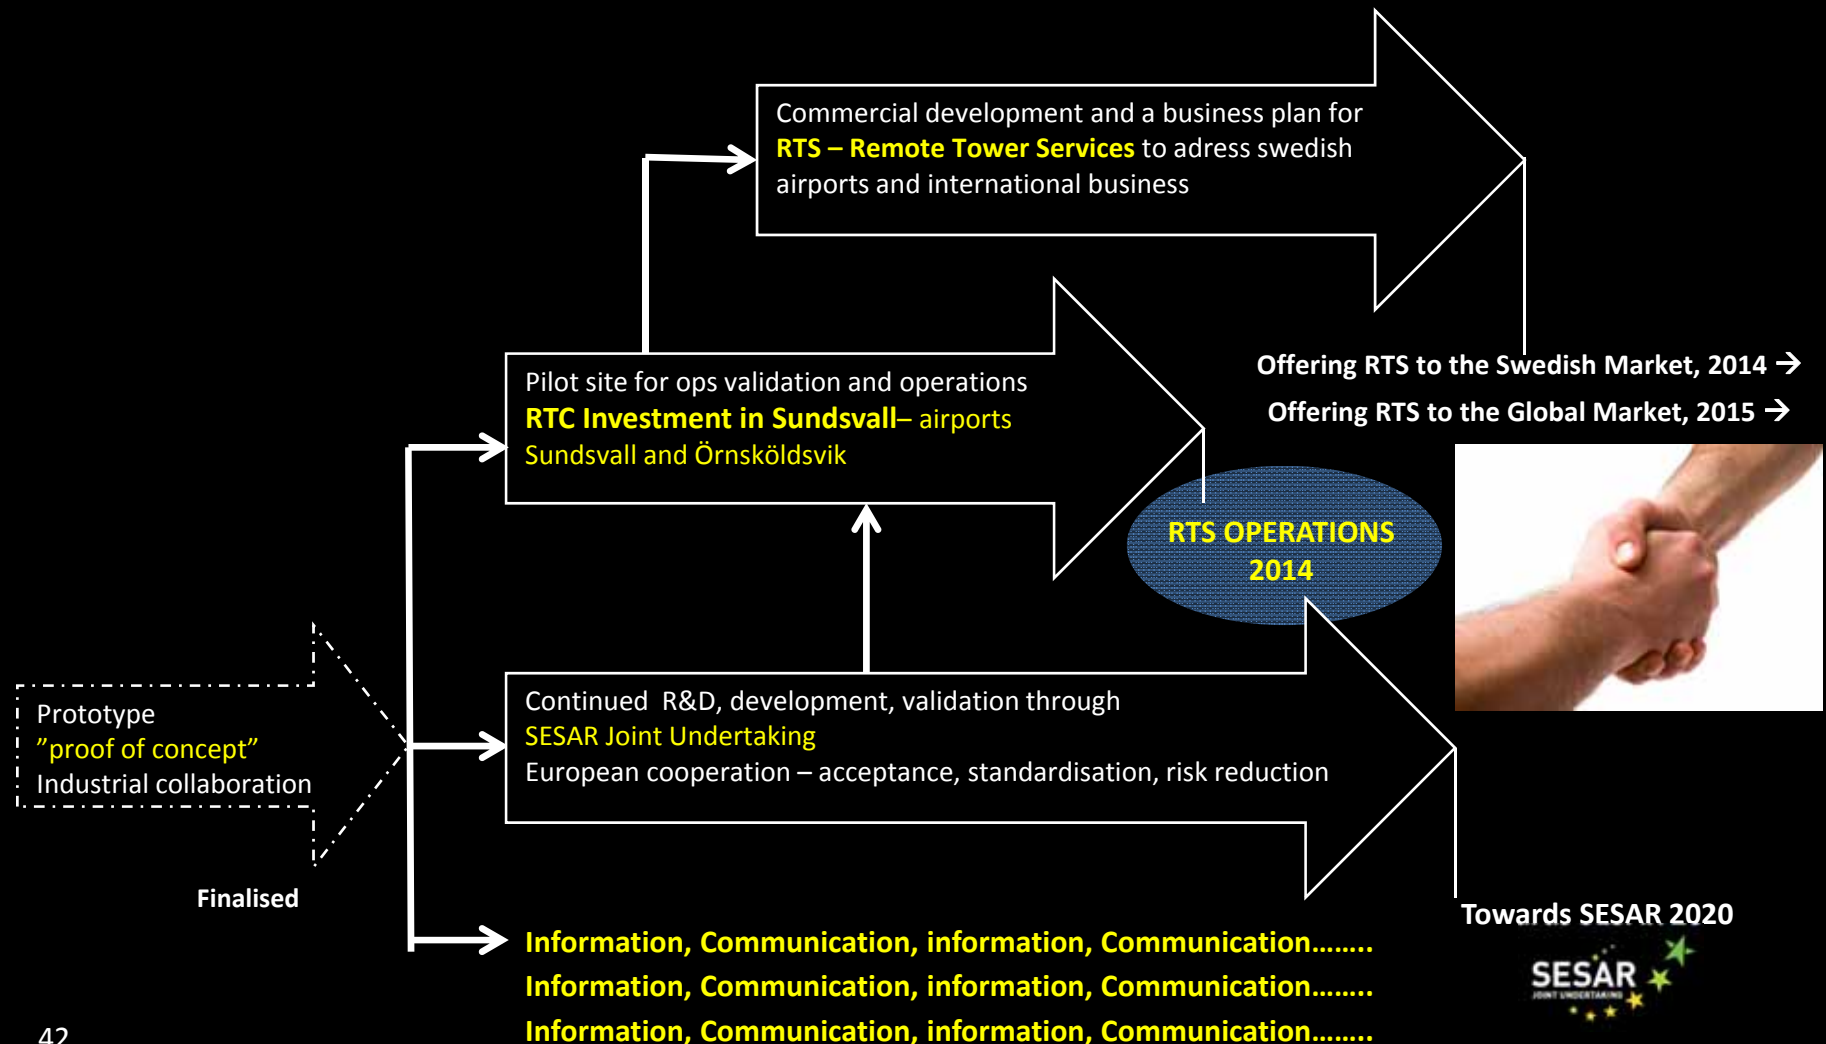 Commercial development and a business plan for
RTS – Remote Tower Services to adress swedish
airports and international business
Offering RTS to the Swedish Market, 2014 →
Offering RTS to the Global Market, 2015 →
Pilot site for ops validation and operations
RTC Investment in Sundsvall– airports
Sundsvall and Örnsköldsvik
RTS OPERATIONS
2014
Prototype
”proof of concept”
Industrial collaboration
Finalised
Continued R&D, development, validation through
SESAR Joint Undertaking
European cooperation – acceptance, standardisation, risk reduction
Towards SESAR 2020
SESAR
JOINT UNDERTAKING
Information, Communication, information, Communication……..
Information, Communication, information, Communication……..
Information, Communication, information, Communication……..
42